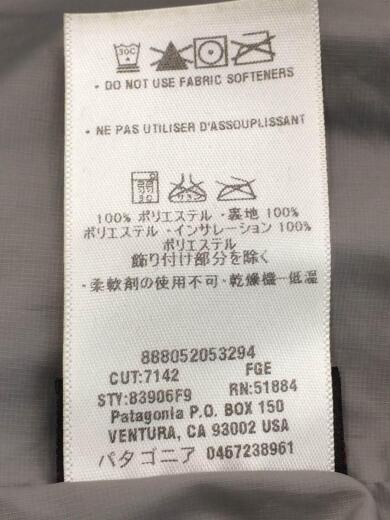 30C
· DO NOT USE FABRIC SOFTENERS
· NE PAS UTILISER D'ASSOUPLISSANT
100% ポリエステル・裏地 100%
ポリエステル・インサレーション 100%
ポリエステル
飾り付け部分を除く
・柔軟剤の使用不可・乾燥機-低温
888052053294
CUT:7142 FGE
STY:83906F9 RN:51884
Patagonia P.O. BOX 150
VENTURA, CA 93002 USA
パタゴニア 0467238961